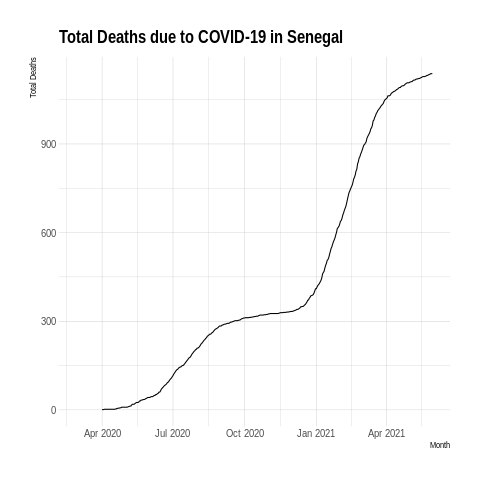 Total Deaths due to COVID-19 in Senegal
Total Deaths
900
600
300
0
Apr 2020 Jul 2020 Oct 2020 Jan 2021 Apr 2021
Month